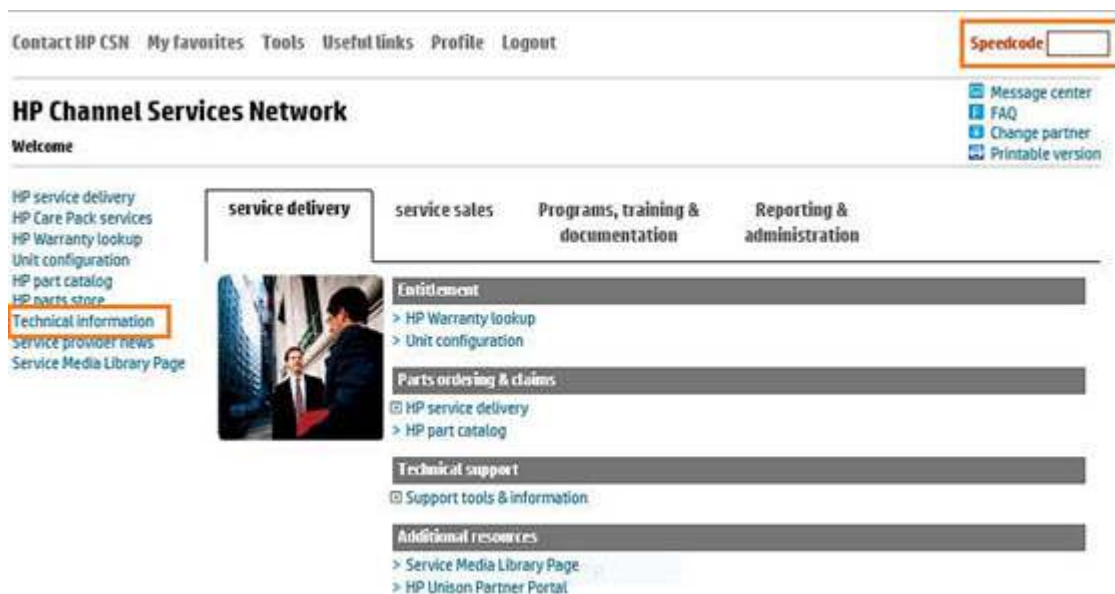 Contact HP CSN My favorites Tools Useful links Profile Logout
Speedcode
Message center
FAQ
Change partner
Printable version
HP Channel Services Network
Welcome
HP service delivery
HP Care Pack services
HP Warranty lookup
Unit configuration
HP part catalog
HP parts store
Technical information
Service provider news
Service Media Library Page
service delivery
service sales
Programs, training &
documentation
Reporting &
administration
Entitlement
> HP Warranty lookup
> Unit configuration
Parts ordering & claims
HP service delivery
> HP part catalog
Technical support
Support tools & information
Additional resources
> Service Media Library Page
> HP Unison Partner Portal